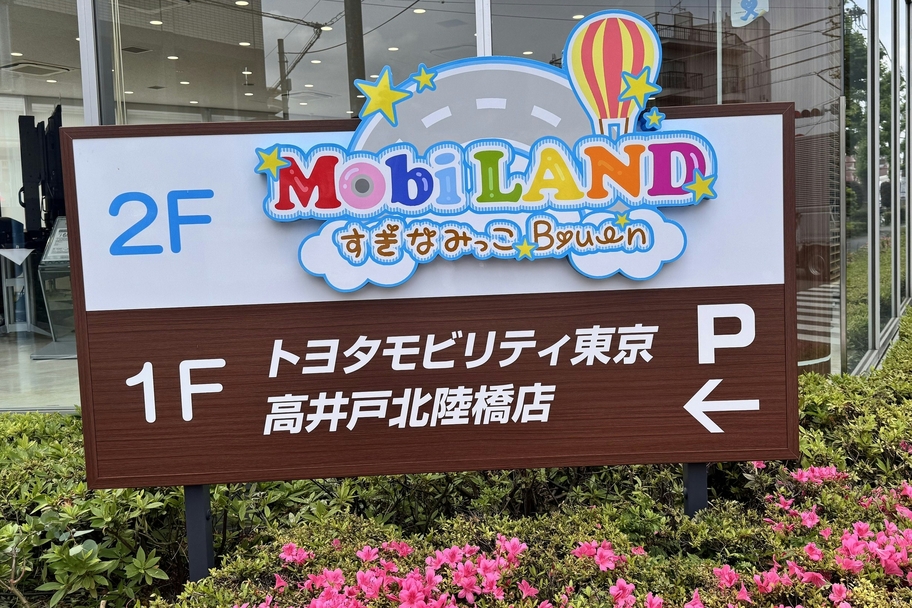 2F
MobiLAND
すぎなみっこ Bouen
1F
トヨタモビリティ東京
高井戸北陸橋店
P
←